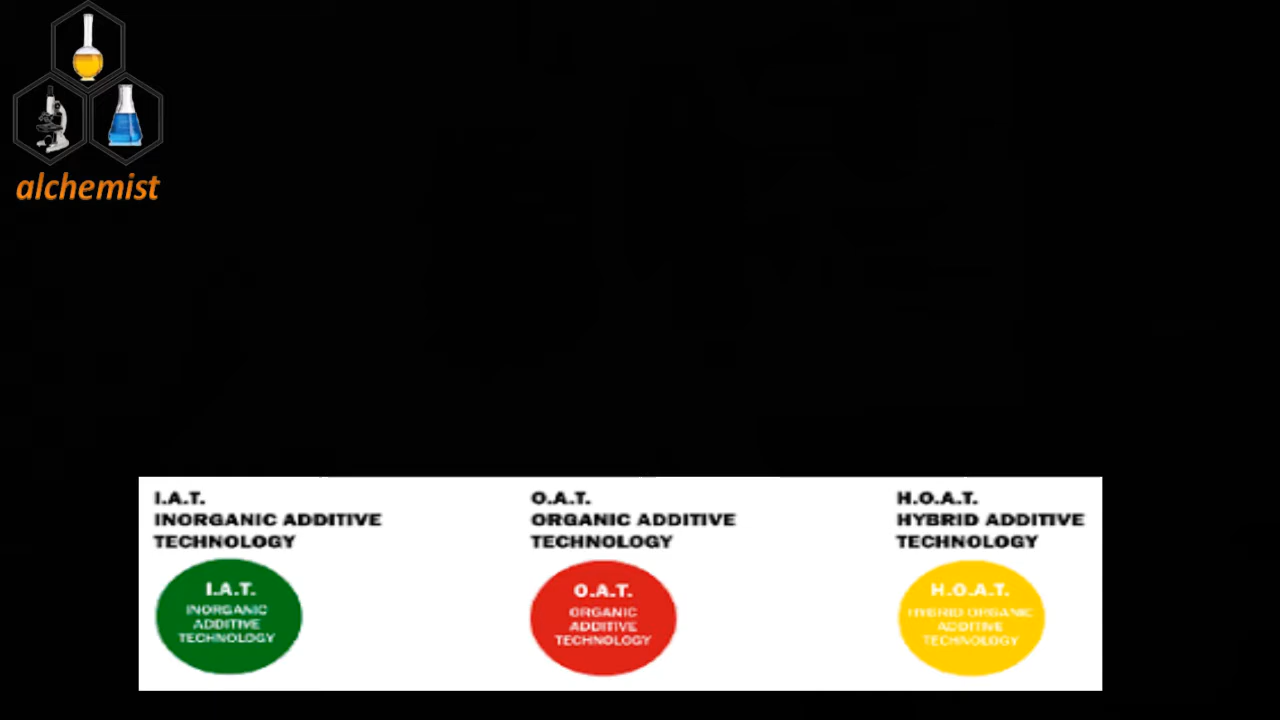 alchemist
I.A.T.
INORGANIC ADDITIVE
TECHNOLOGY
I.A.T.
INORGANIC
ADDITIVE
TECHNOLOGY
O.A.T.
ORGANIC ADDITIVE
TECHNOLOGY
O.A.T.
ORGANIC
ADDITIVE
TECHNOLOGY
H.O.A.T.
HYBRID ADDITIVE
TECHNOLOGY
H.O.A.T.
HYBRID ORGANIC
ADDITIVE
TECHNOLOGY